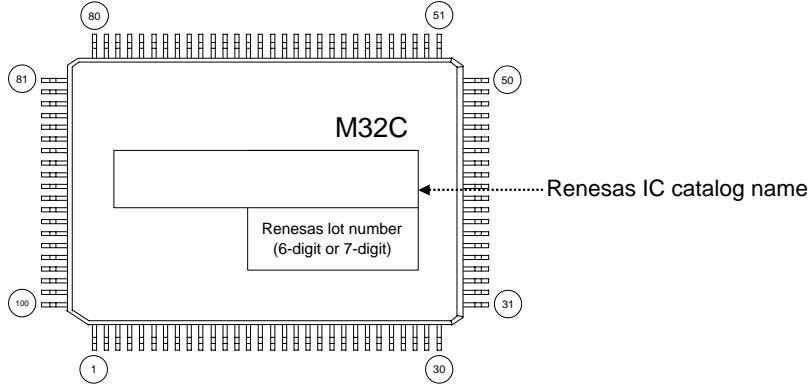 80
51
81
50
M32C
Renesas IC catalog name
Renesas lot number
(6-digit or 7-digit)
100
31
1
30